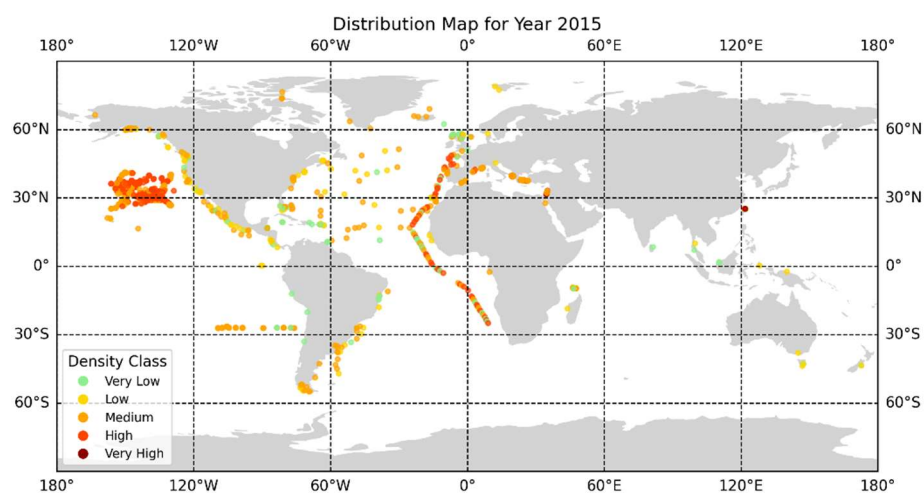 Distribution Map for Year 2015
180° 120°W 60°W 0° 60°E 120°E 180°
60°N 60°N
30°N 30°N
0° 0°
30°S 30°S
60°S 60°S
Density Class
Very Low
Low
Medium
High
Very High
180° 120°W 60°W 0° 60°E 120°E 180°